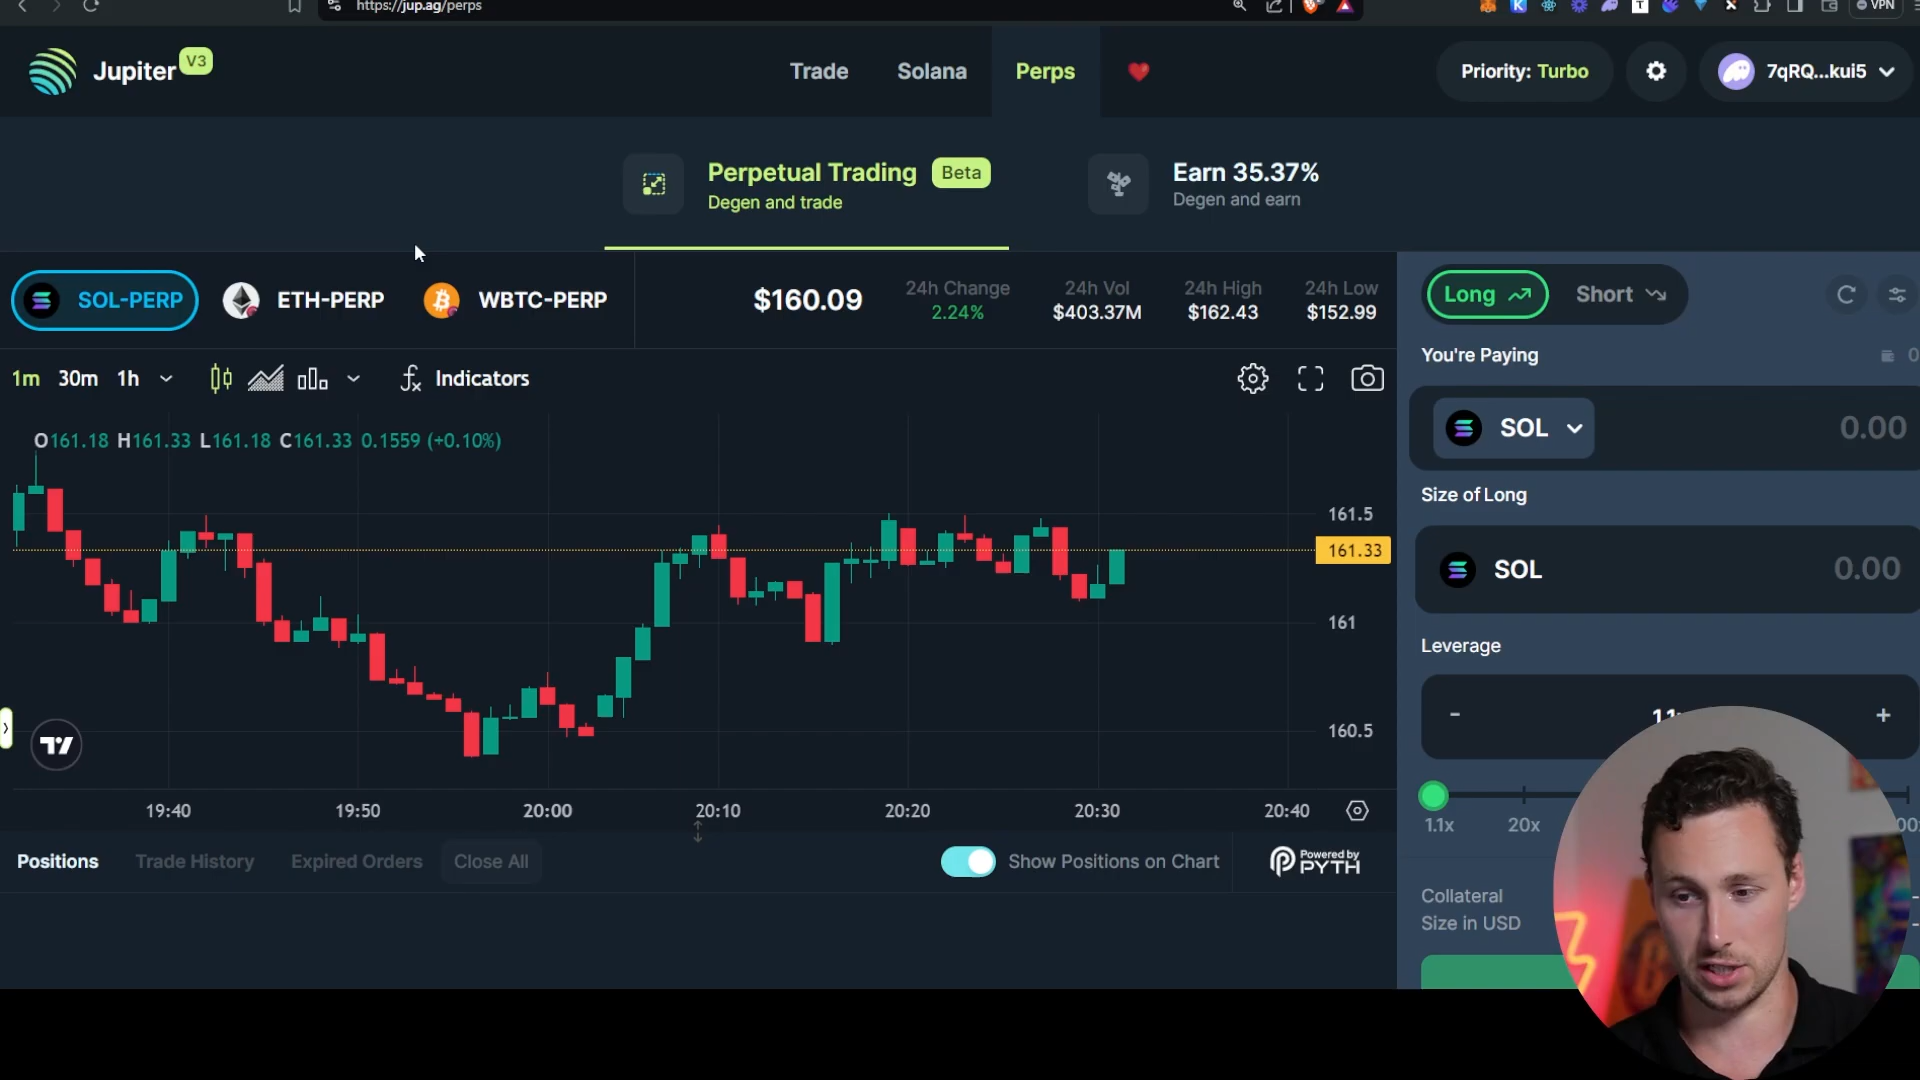 https://jup.ag/perps
VPN
Jupiter V3
Trade
Solana
Perps
Priority: Turbo
7qRQ...kui5
Perpetual Trading Beta
Degen and trade
Earn 35.37%
Degen and earn
SOL-PERP
ETH-PERP
WBTC-PERP
$160.09
24h Change
2.24%
24h Vol
$403.37M
24h High
$162.43
24h Low
$152.99
Long
Short
1m 30m 1h
Indicators
You're Paying
0
O161.18 H161.33 L161.18 C161.33 0.1559 (+0.10%)
SOL
0.00
Size of Long
SOL
0.00
161.5
161.33
161
160.5
Leverage
-
+
1.1x
20x
19:40
19:50
20:00
20:10
20:20
20:30
20:40
Positions
Trade History
Expired Orders
Close All
Show Positions on Chart
Powered by
PYTH
Collateral
Size in USD